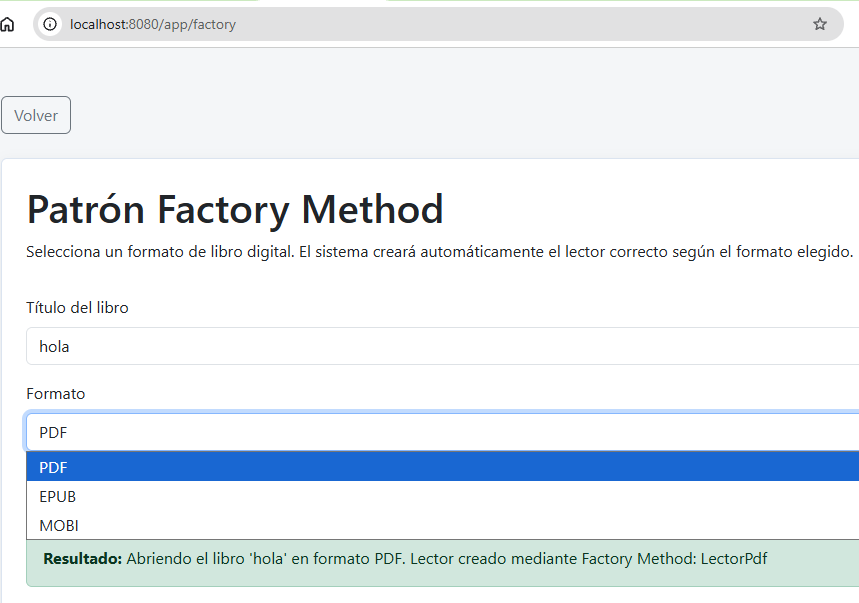 localhost:8080/app/factory
Volver
Patrón Factory Method
Selecciona un formato de libro digital. El sistema creará automáticamente el lector correcto según el formato elegido.
Título del libro
hola
Formato
PDF
PDF
EPUB
MOBI
Resultado: Abriendo el libro 'hola' en formato PDF. Lector creado mediante Factory Method: LectorPdf